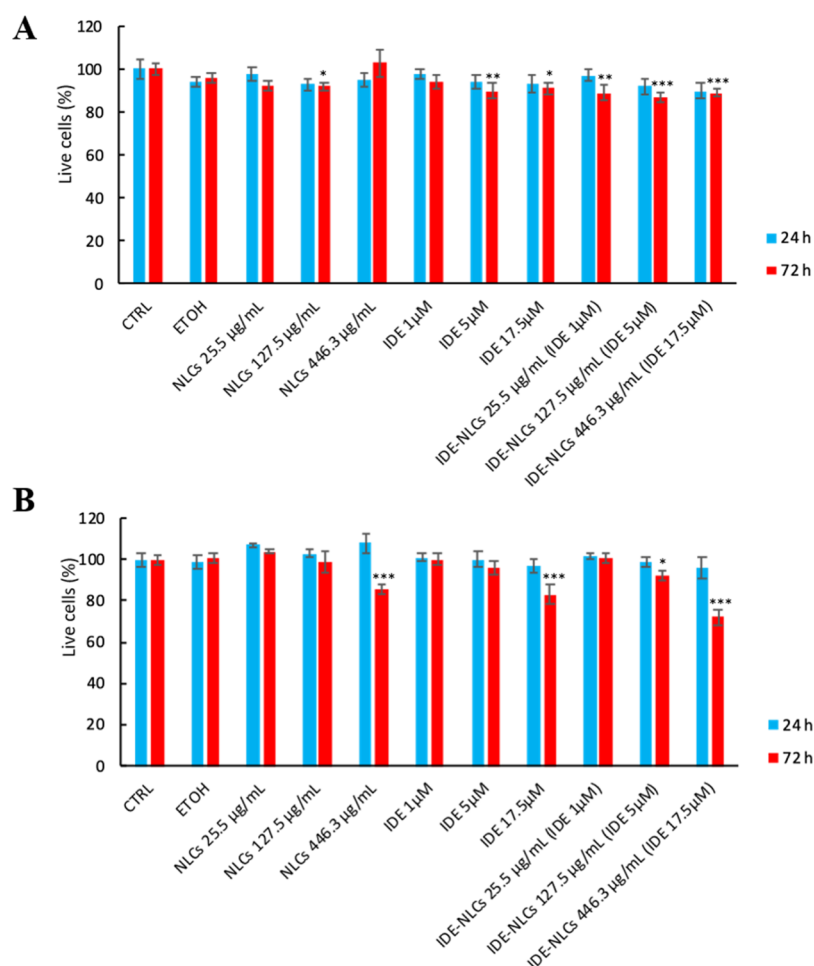 A
120
100
80
60
40
20
0
Live cells (%)
*
**
*
**
***
***
24 h
72 h
CTRL
ETOH
NLCs 25.5 µg/mL
NLCs 127.5 µg/mL
NLCs 446.3 µg/mL
IDE 1µM
IDE 5µM
IDE 17.5µM
IDE-NLCs 25.5 µg/mL (IDE 1µM)
IDE-NLCs 127.5 µg/mL (IDE 5µM)
IDE-NLCs 446.3 µg/mL (IDE 17.5µM)
B
120
100
80
60
40
20
0
Live cells (%)
***
***
*
***
24 h
72 h
CTRL
ETOH
NLCs 25.5 µg/mL
NLCs 127.5 µg/mL
NLCs 446.3 µg/mL
IDE 1µM
IDE 5µM
IDE 17.5µM
IDE-NLCs 25.5 µg/mL (IDE 1µM)
IDE-NLCs 127.5 µg/mL (IDE 5µM)
IDE-NLCs 446.3 µg/mL (IDE 17.5µM)